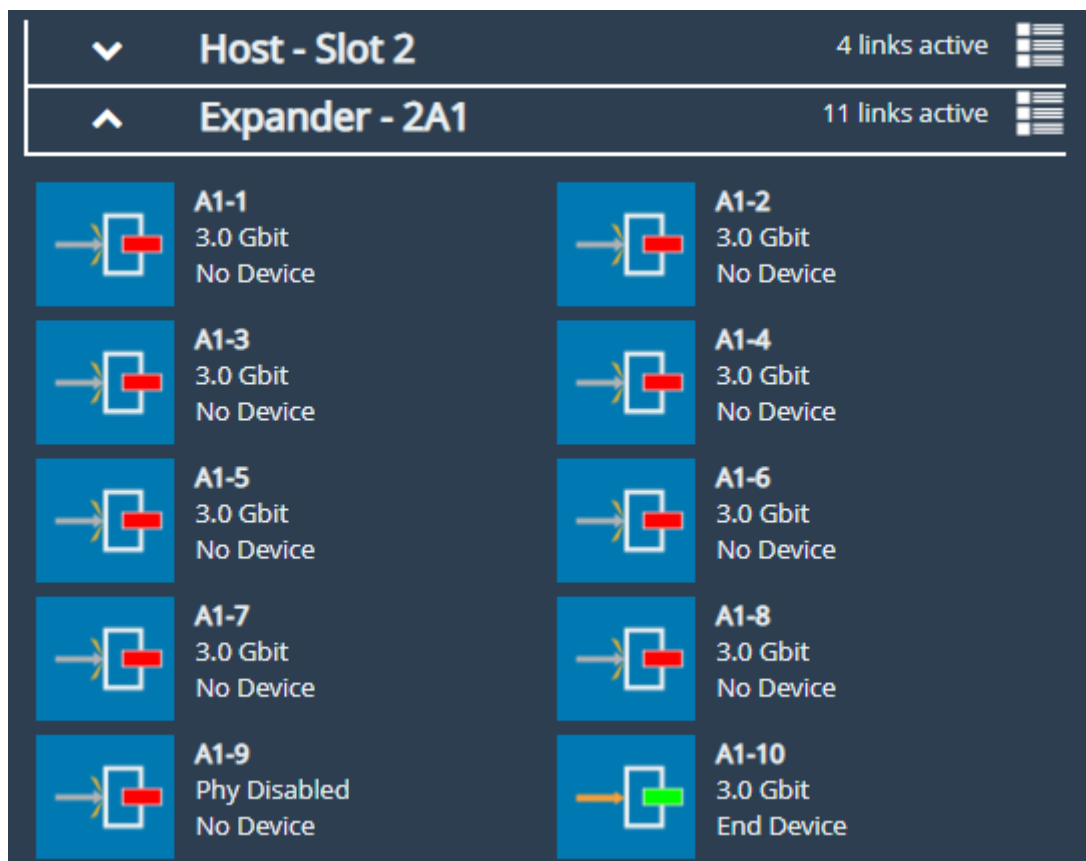 Host - Slot 2 4 links active
Expander - 2A1 11 links active
A1-1
3.0 Gbit
No Device
A1-2
3.0 Gbit
No Device
A1-3
3.0 Gbit
No Device
A1-4
3.0 Gbit
No Device
A1-5
3.0 Gbit
No Device
A1-6
3.0 Gbit
No Device
A1-7
3.0 Gbit
No Device
A1-8
3.0 Gbit
No Device
A1-9
Phy Disabled
No Device
A1-10
3.0 Gbit
End Device